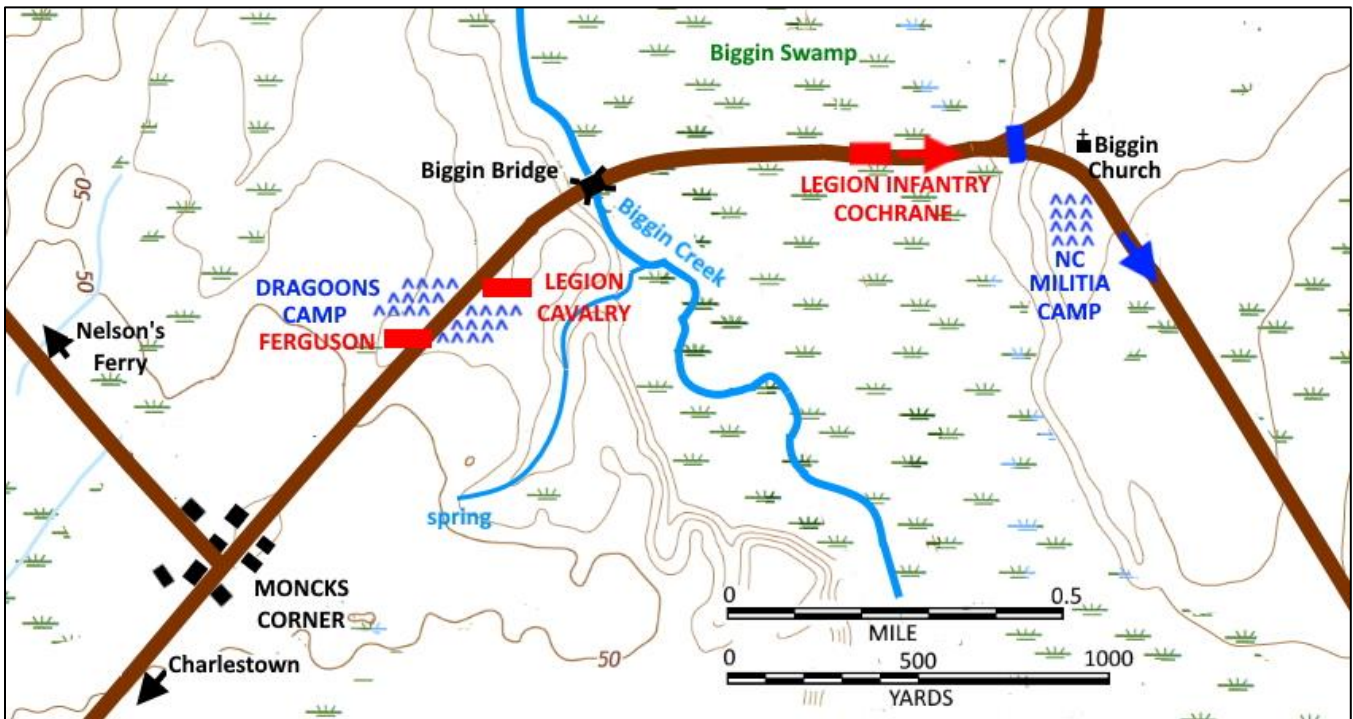 Biggin Swamp
50
50
Biggin Bridge
Biggin
Church
LEGION INFANTRY
COCHRANE
Biggin Creek
NC
MILITIA
CAMP
DRAGOONS
CAMP
FERGUSON
LEGION
CAVALRY
Nelson's
Ferry
spring
MONCKS
CORNER
Charlestown
50
0 0.5
MILE
0 500 1000
YARDS